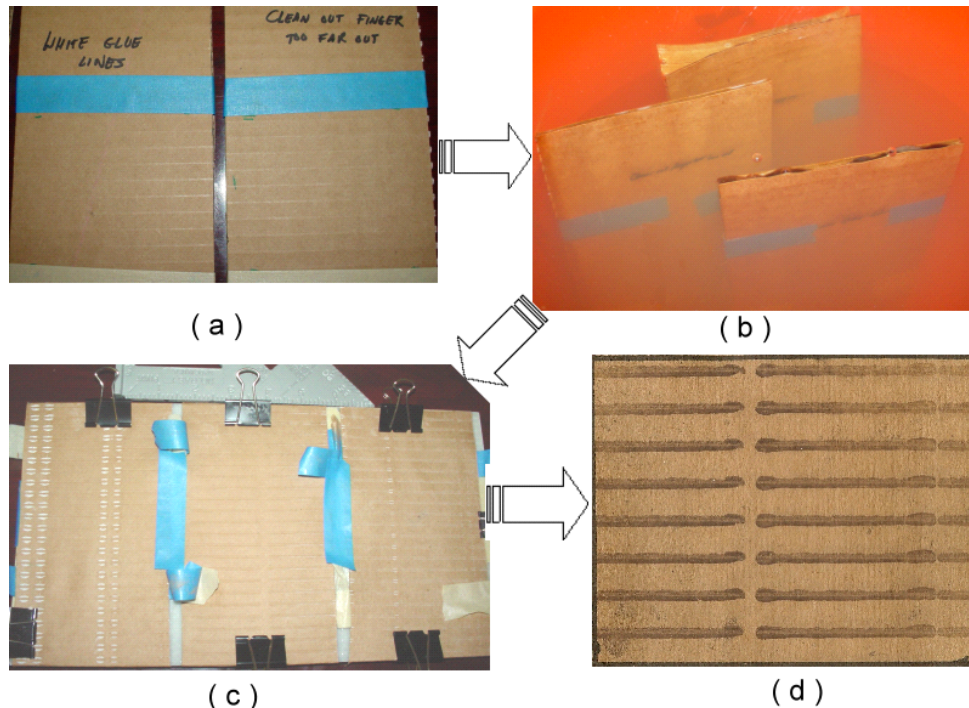 WHITE GLUE
LINES
CLEAN OUT FINGER
TOO FAR OUT
( a )
( b )
( c )
( d )